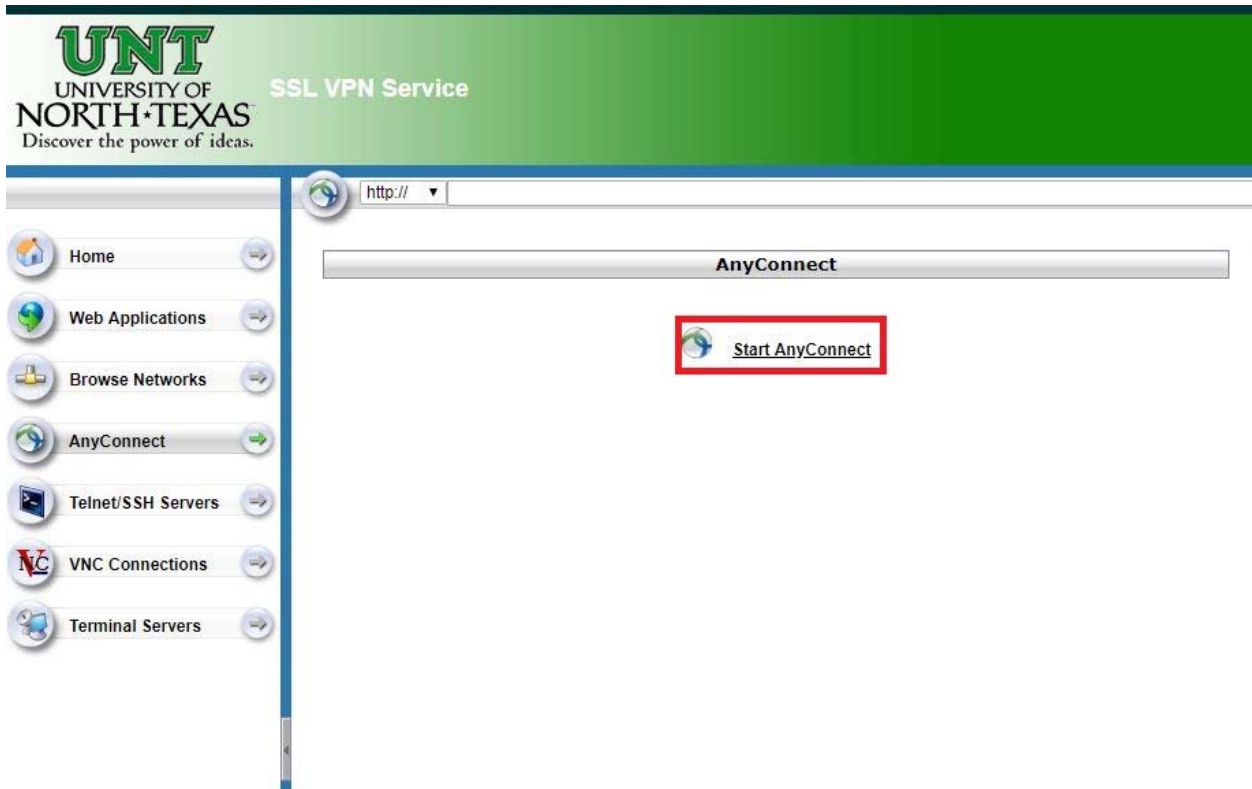 UNT
UNIVERSITY OF
NORTH★TEXAS
Discover the power of ideas.
SSL VPN Service
http://
Home
Web Applications
Browse Networks
AnyConnect
Telnet/SSH Servers
VNC Connections
Terminal Servers
AnyConnect
Start AnyConnect